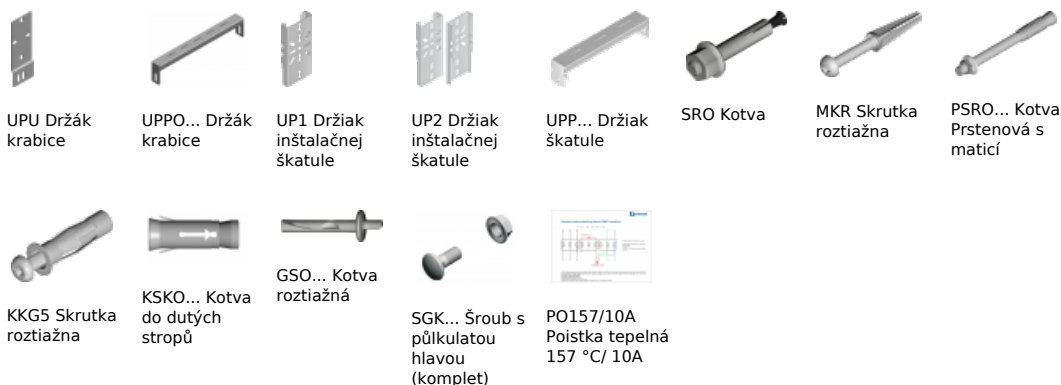 UPU Držák
krabice
UPPO... Držák
krabice
UP1 Držiak
inštalačnej
škatule
UP2 Držiak
inštalačnej
škatule
UPP... Držiak
škatule
SRO Kotva
MKR Skrutka
roztiažna
PSRO... Kotva
Prstenová s
maticí
KKG5 Skrutka
roztiažna
KSKO... Kotva
do dutých
stropů
GSO... Kotva
roztiažná
SGK... Šroub s
půlkulatou
hlavou
(komplet)
PO157/10A
Poistka tepelná
157 °C/ 10A